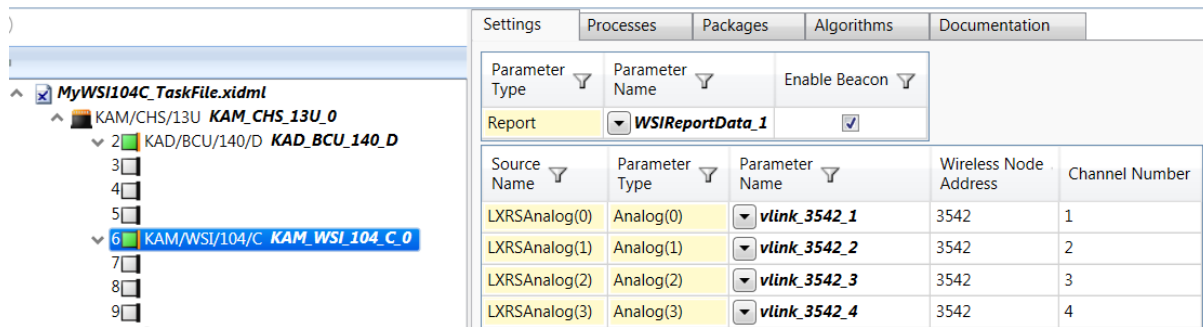 MyWSI104C_TaskFile.xidml
KAM/CHS/13U KAM_CHS_13U_0
2 KAD/BCU/140/D KAD_BCU_140_D
3
4
5
6 KAM/WSI/104/C KAM_WSI_104_C_0
7
8
9
Settings Processes Packages Algorithms Documentation
Parameter Type Parameter Name Enable Beacon
Report WSIReportData_1
Source Name Parameter Type Parameter Name Wireless Node Address Channel Number
LXRSAnalog(0) Analog(0) vlink_3542_1 3542 1
LXRSAnalog(1) Analog(1) vlink_3542_2 3542 2
LXRSAnalog(2) Analog(2) vlink_3542_3 3542 3
LXRSAnalog(3) Analog(3) vlink_3542_4 3542 4